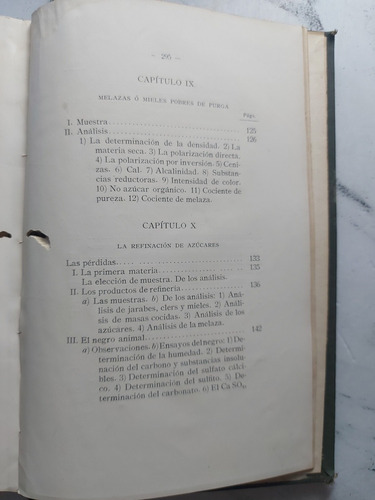 — 295 —
CAPÍTULO IX
MELAZAS Ó MIELES POBRES DE PURGA
Pág.
I. Muestra 125
II. Análisis 126
1) La determinación de la densidad. 2) La
materia seca. 3) La polarización directa.
4) La polarización por inversión. 5) Ceni-
zas. 6) Cal. 7) Alcalinidad. 8) Substan-
cias reductoras. 9) Intensidad de color.
10) No azúcar orgánico. 11) Cociente de
pureza. 12) Cociente de melaza.
CAPÍTULO X
LA REFINACIÓN DE AZÚCARES
Las pérdidas 132
I. La primera materia 135
La elección de muestra. De los análisis.
II. Los productos de refinería 136
a) Las muestras. b) De los análisis: 1) Aná-
lisis de jarabes, clers y mieles. 2) Análi-
sis de masas cocidas. 3) Análisis de los
azúcares. 4) Análisis de la melaza.
III. El negro animal 142
a) Observaciones. b) Ensayos del negro: 1) De-
terminación de la humedad. 2) Determi-
nación del carbono y substancias insolu-
bles. 3) Determinación del sulfato cálci-
co. 4) Determinación del sulfito. 5) De-
terminación del carbonato. 6) El Ca SO₄,